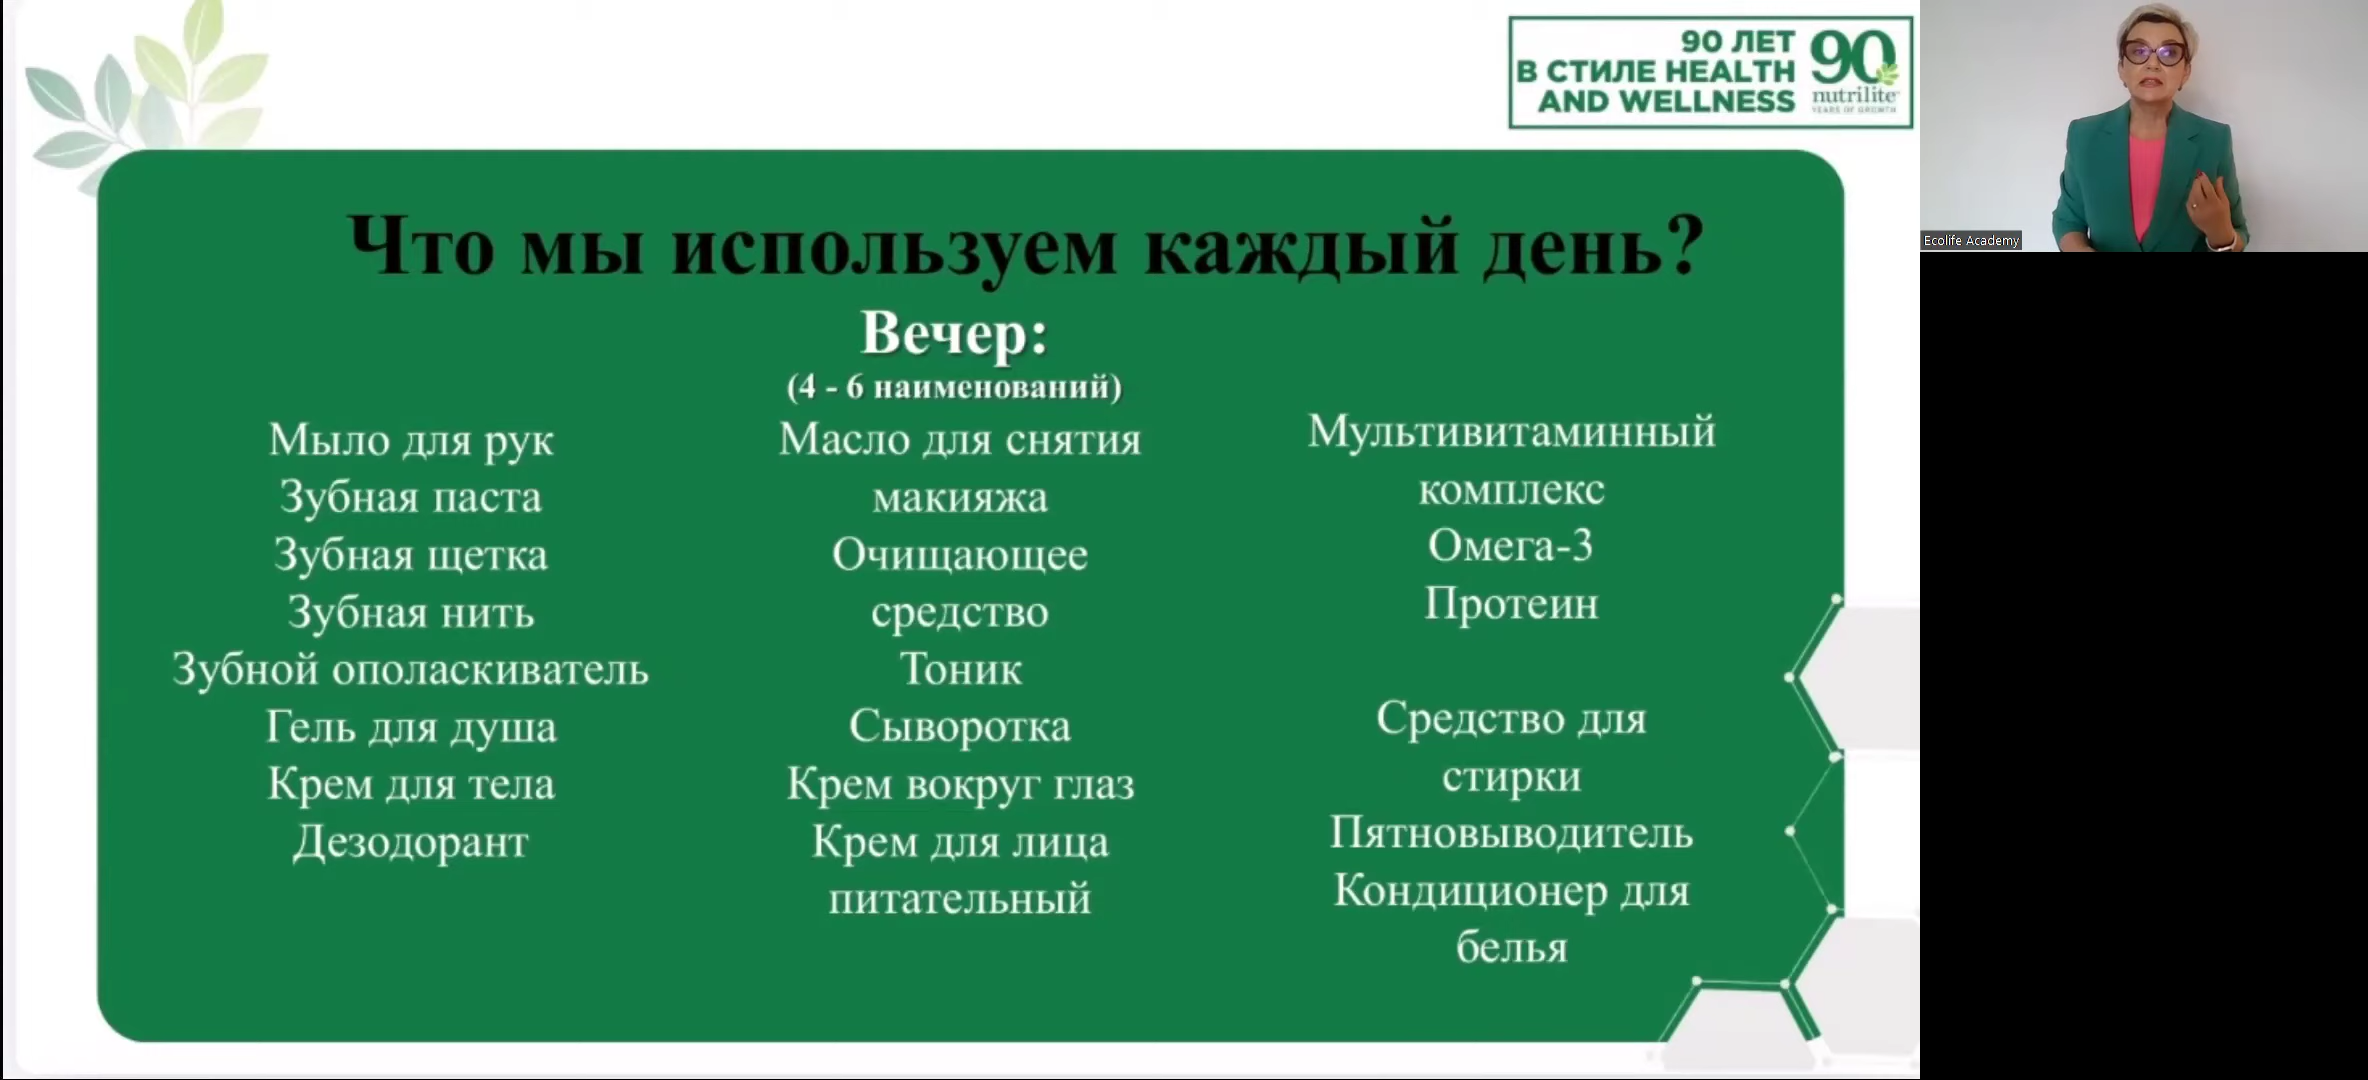 90 ЛЕТ
В СТИЛЕ HEALTH
AND WELLNESS
90
nutrilite
YEARS OF GROWTH
Ecolife Academy
Что мы используем каждый день?
Вечер:
(4 - 6 наименований)
Мыло для рук
Зубная паста
Зубная щетка
Зубная нить
Зубной ополаскиватель
Гель для душа
Крем для тела
Дезодорант
Масло для снятия
макияжа
Очищающее
средство
Тоник
Сыворотка
Крем вокруг глаз
Крем для лица
питательный
Мультивитаминный
комплекс
Омега-3
Протеин
Средство для
стирки
Пятновыводитель
Кондиционер для
белья